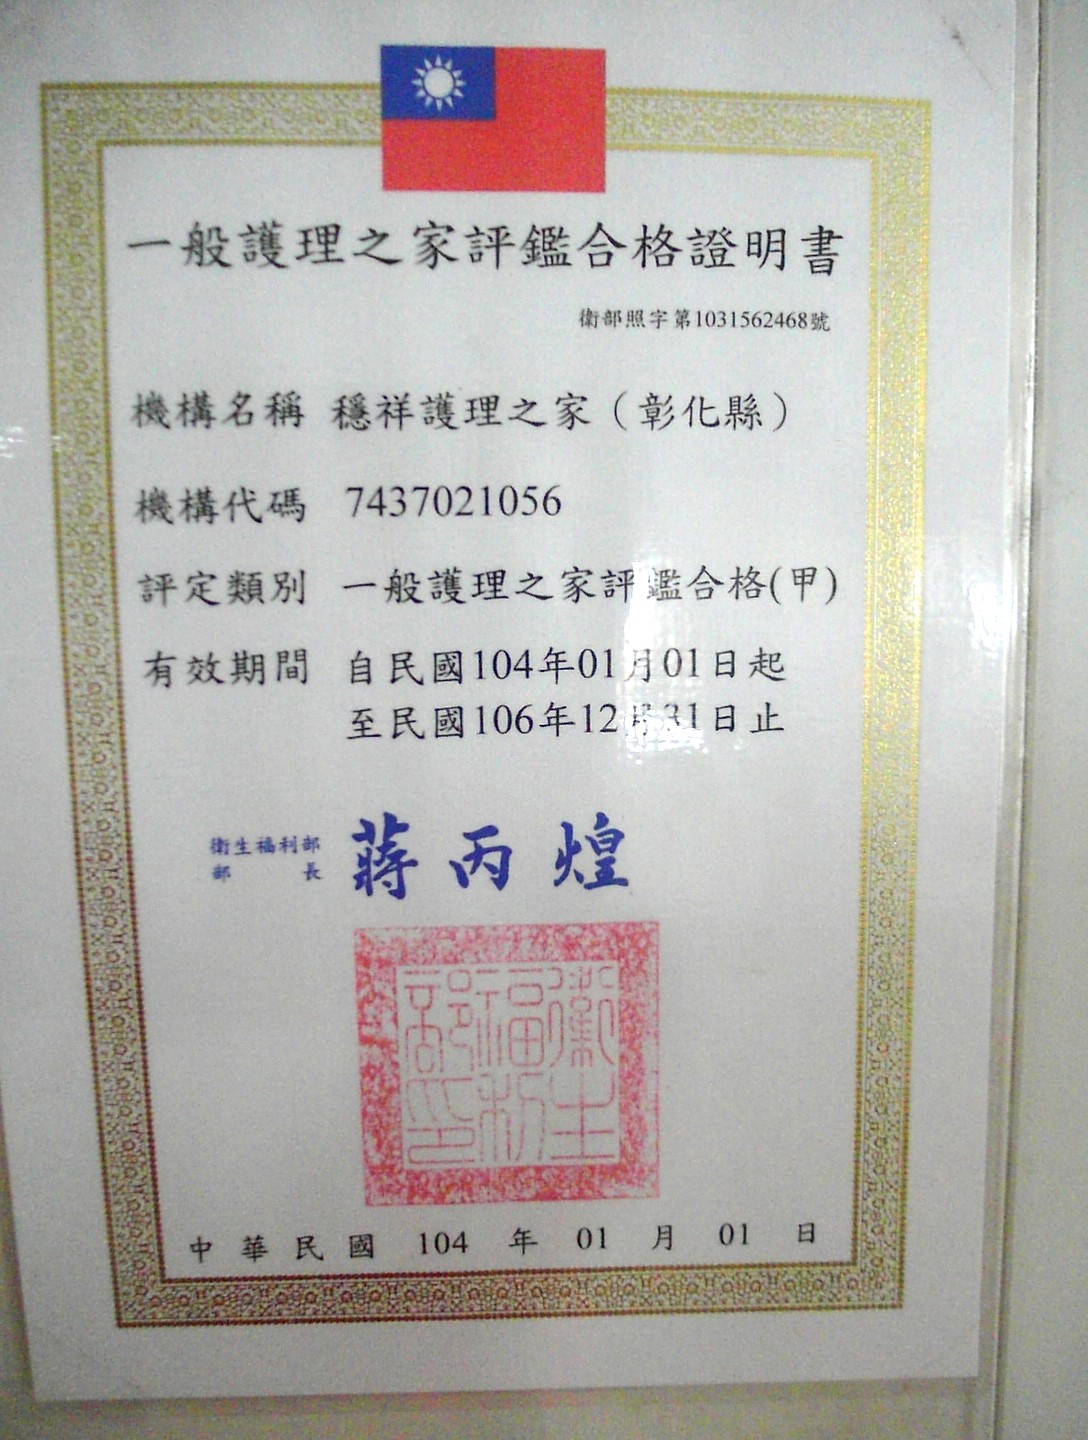 一般護理之家評鑑合格證明書
衛部照字第1031562468號
機構名稱 穩祥護理之家（彰化縣）
機構代碼 7437021056
評定類別 一般護理之家評鑑合格(甲)
有效期間 自民國104年01月01日起
至民國106年12月31日止
衛生福利部
部長 蔣丙煌
衛生福利部印
中華民國 104 年 01 月 01 日